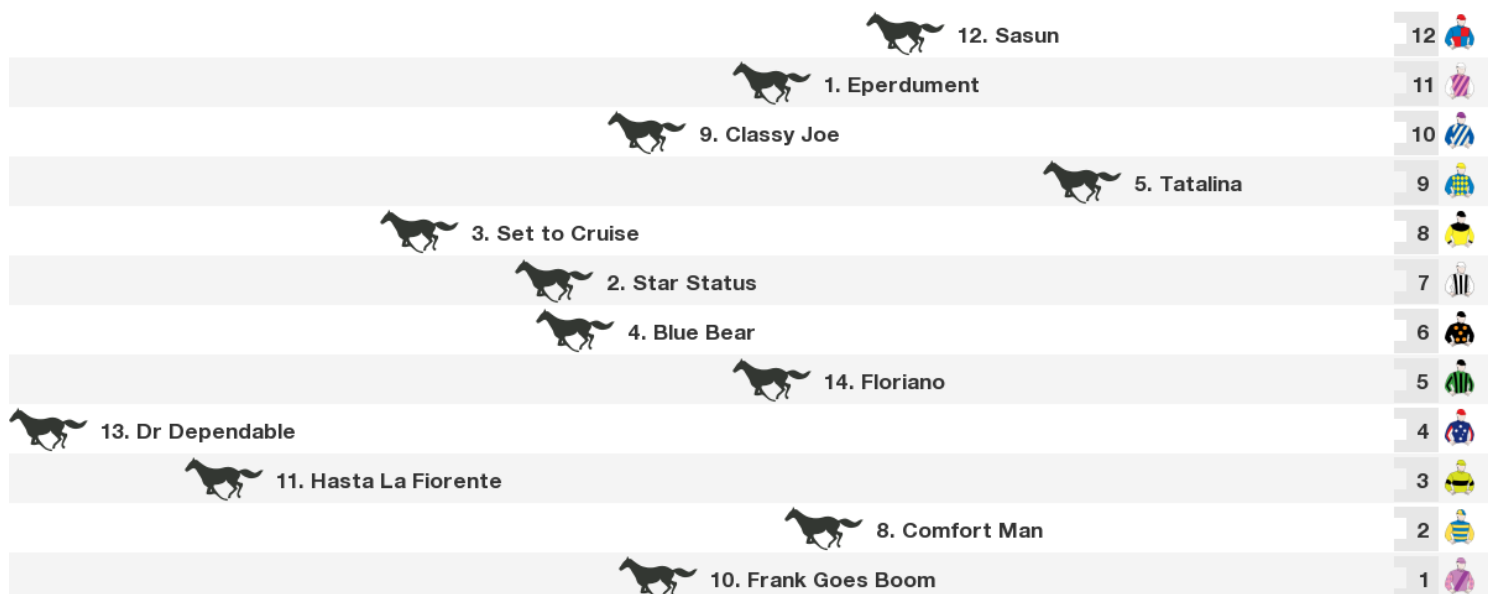 12. Sasun 12
1. Eperdument 11
9. Classy Joe 10
5. Tatalina 9
3. Set to Cruise 8
2. Star Status 7
4. Blue Bear 6
14. Floriano 5
13. Dr Dependable 4
11. Hasta La Fiorente 3
8. Comfort Man 2
10. Frank Goes Boom 1